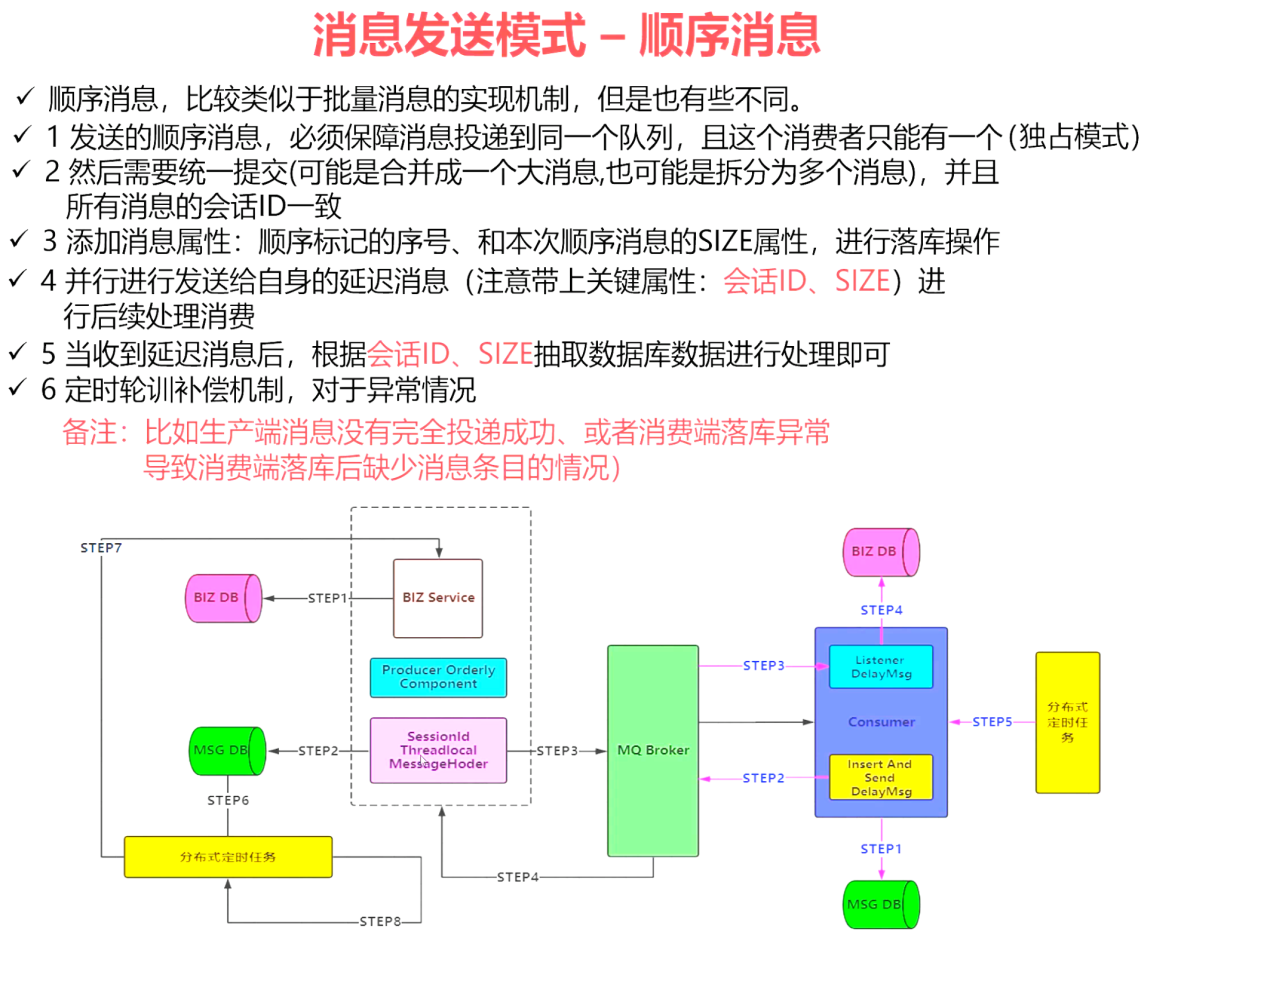 消息发送模式 – 顺序消息
✓ 顺序消息，比较类似于批量消息的实现机制，但是也有些不同。
✓ 1 发送的顺序消息，必须保障消息投递到同一个队列，且这个消费者只能有一个（独占模式）
✓ 2 然后需要统一提交(可能是合并成一个大消息,也可能是拆分为多个消息)，并且
所有消息的会话ID一致
✓ 3 添加消息属性：顺序标记的序号、和本次顺序消息的SIZE属性，进行落库操作
✓ 4 并行进行发送给自身的延迟消息（注意带上关键属性：会话ID、SIZE）进
行后续处理消费
✓ 5 当收到延迟消息后，根据会话ID、SIZE抽取数据库数据进行处理即可
✓ 6 定时轮训补偿机制，对于异常情况
备注：比如生产端消息没有完全投递成功、或者消费端落库异常
导致消费端落库后缺少消息条目的情况）
STEP7
BIZ DB
STEP1
BIZ Service
Producer Orderly
Component
MSG DB
STEP2
SessionId
Threadlocal
MessageHoder
STEP3
MQ Broker
STEP6
分布式定时任务
STEP4
STEP8
BIZ DB
STEP4
STEP3
Listener
DelayMsg
Consumer
STEP5
分布式
定时任
务
STEP2
Insert And
Send
DelayMsg
STEP1
MSG DB